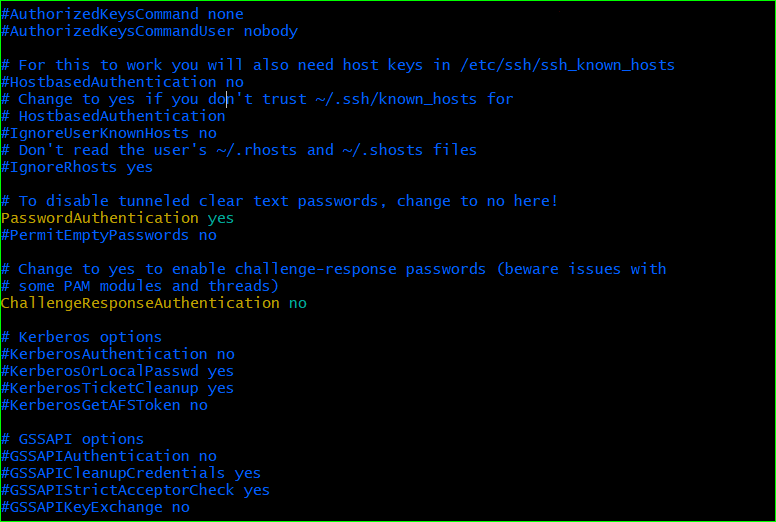 #AuthorizedKeysCommand none
#AuthorizedKeysCommandUser nobody
# For this to work you will also need host keys in /etc/ssh/ssh_known_hosts
#HostbasedAuthentication no
# Change to yes if you don't trust ~/.ssh/known_hosts for
# HostbasedAuthentication
#IgnoreUserKnownHosts no
# Don't read the user's ~/.rhosts and ~/.shosts files
#IgnoreRhosts yes
# To disable tunneled clear text passwords, change to no here!
PasswordAuthentication yes
#PermitEmptyPasswords no
# Change to yes to enable challenge-response passwords (beware issues with
# some PAM modules and threads)
ChallengeResponseAuthentication no
# Kerberos options
#KerberosAuthentication no
#KerberosOrLocalPasswd yes
#KerberosTicketCleanup yes
#KerberosGetAFSToken no
# GSSAPI options
#GSSAPIAuthentication no
#GSSAPICleanupCredentials yes
#GSSAPIStrictAcceptorCheck yes
#GSSAPIKeyExchange no